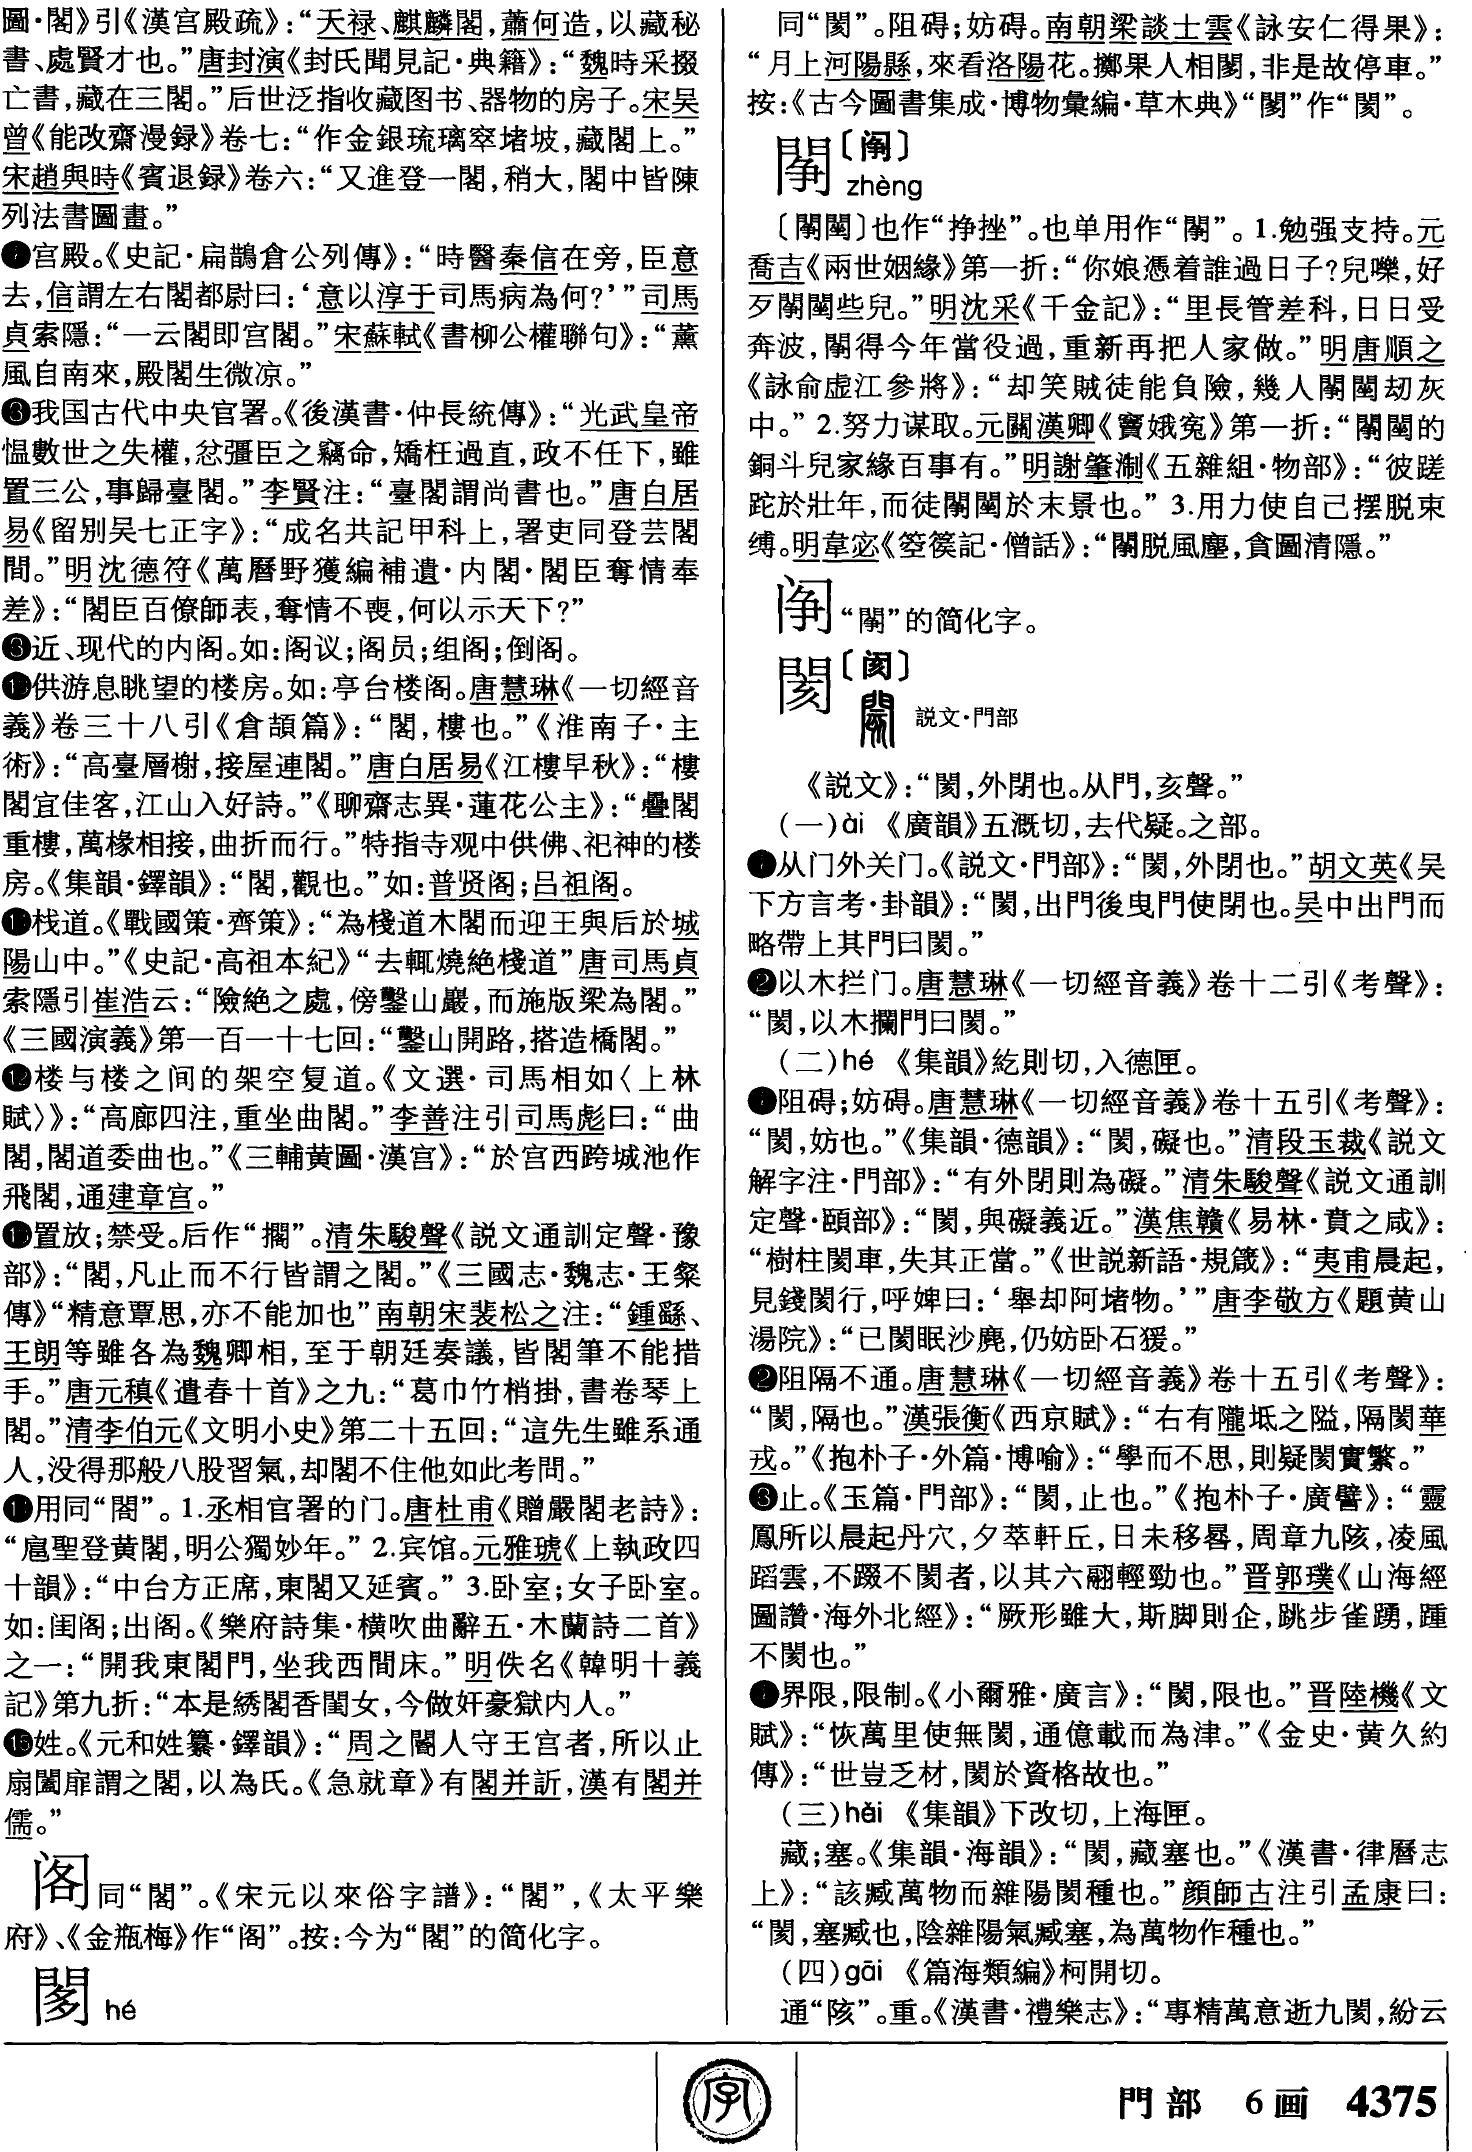 圖·閣》引《漢宫殿疏》：“天禄、麒麟閣，蕭何造，以藏秘
書、處賢才也。”唐封演《封氏聞見記·典籍》：“魏時采掇
亡書，藏在三閣。”后世泛指收藏图书、器物的房子。宋吴
曾《能改齋漫録》卷七：“作金銀琉璃窣堵坡，藏閣上。”
宋趙與時《賓退録》卷六：“又進登一閣，稍大，閣中皆陳
列法書圖畫。”
❼宫殿。《史記·扁鵲倉公列傳》：“時醫秦信在旁，臣意
去，信謂左右閣都尉曰：‘意以淳于司馬病為何？’”司馬
貞索隱：“一云閣即宫閣。”宋蘇軾《書柳公權聯句》：“薰
風自南來，殿閣生微凉。”
❽我国古代中央官署。《後漢書·仲長統傳》：“光武皇帝
愠數世之失權，忿彊臣之竊命，矯枉過直，政不任下，雖
置三公，事歸臺閣。”李賢注：“臺閣謂尚書也。”唐白居
易《留别吴七正字》：“成名共記甲科上，署吏同登芸閣
間。”明沈德符《萬曆野獲編補遺·内閣·閣臣奪情奉
差》：“閣臣百僚師表，奪情不喪，何以示天下？”
❾近、现代的内阁。如：阁议；阁员；组阁；倒阁。
❿供游息眺望的楼房。如：亭台楼阁。唐慧琳《一切經音
義》卷三十八引《倉頡篇》：“閣，樓也。”《淮南子·主
術》：“高臺層榭，接屋連閣。”唐白居易《江樓早秋》：“樓
閣宜佳客，江山入好詩。”《聊齋志異·蓮花公主》：“疊閣
重樓，萬椽相接，曲折而行。”特指寺观中供佛、祀神的楼
房。《集韻·鐸韻》：“閣，觀也。”如：普贤阁；吕祖阁。
⓫栈道。《戰國策·齊策》：“為棧道木閣而迎王與后於城
陽山中。”《史記·高祖本紀》“去輒燒絶棧道”唐司馬貞
索隱引崔浩云：“險絶之處，傍鑿山巖，而施版梁為閣。”
《三國演義》第一百一十七回：“鑿山開路，搭造橋閣。”
⓬楼与楼之间的架空复道。《文選·司馬相如〈上林
賦〉》：“高廊四注，重坐曲閣。”李善注引司馬彪曰：“曲
閣，閣道委曲也。”《三輔黄圖·漢宫》：“於宫西跨城池作
飛閣，通建章宫。”
⓭置放；禁受。后作“擱”。清朱駿聲《説文通訓定聲·豫
部》：“閣，凡止而不行皆謂之閣。”《三國志·魏志·王粲
傳》“精意覃思，亦不能加也”南朝宋裴松之注：“鍾繇、
王朗等雖各為魏卿相，至于朝廷奏議，皆閣筆不能措
手。”唐元稹《遣春十首》之九：“葛巾竹梢掛，書卷琴上
閣。”清李伯元《文明小史》第二十五回：“這先生雖系通
人，没得那般八股習氣，却閣不住他如此考問。”
⓮用同“閤”。1.丞相官署的门。唐杜甫《贈嚴閣老詩》：
“扈聖登黄閣，明公獨妙年。”2.宾馆。元雅琥《上執政四
十韻》：“中台方正席，東閣又延賓。”3.卧室；女子卧室。
如：闺阁；出阁。《樂府詩集·横吹曲辭五·木蘭詩二首》
之一：“開我東閣門，坐我西間床。”明佚名《韓明十義
記》第九折：“本是綉閣香閨女，今做奸豪獄内人。”
⓯姓。《元和姓纂·鐸韻》：“周之閽人守王宫者，所以止
扇闔扉謂之閣，以為氏。《急就章》有閣并訢，漢有閣并
儒。”
阁 同“閣”。《宋元以來俗字譜》：“閣”，《太平樂
府》、《金瓶梅》作“阁”。按：今为“閣”的简化字。
䦢 hé
同“閡”。阻碍；妨碍。南朝梁談士雲《詠安仁得果》：
“月上河陽縣，來看洛陽花。擲果人相䦢，非是故停車。”
按：《古今圖書集成·博物彙編·草木典》“䦢”作“閡”。
䦛〔䦶〕
zhèng
〔䦛䦟〕也作“挣挫”。也单用作“䦛”。1.勉强支持。元
喬吉《兩世姻緣》第一折：“你娘憑着誰過日子？兒嚛，好
歹䦛䦟些兒。”明沈采《千金記》：“里長管差科，日日受
奔波，䦛得今年當役過，重新再把人家做。”明唐順之
《詠俞虚江參將》：“却笑賊徒能負險，幾人䦛䦟刧灰
中。”2.努力谋取。元關漢卿《竇娥寃》第一折：“䦛䦟的
銅斗兒家緣百事有。”明謝肇淛《五雜組·物部》：“彼蹉
跎於壯年，而徒䦛䦟於末景也。”3.用力使自己摆脱束
缚。明韋宓《箜篌記·僧話》：“䦛脱風塵，貪圖清隱。”
䦶 “䦛”的简化字。
閡〔阂〕
説文·門部
《説文》：“閡，外閉也。从門，亥聲。”
（一）ài 《廣韻》五溉切，去代疑。之部。
❶从门外关门。《説文·門部》：“閡，外閉也。”胡文英《吴
下方言考·卦韻》：“閡，出門後曳門使閉也。吴中出門而
略帶上其門曰閡。”
❷以木拦门。唐慧琳《一切經音義》卷十二引《考聲》：
“閡，以木攔門曰閡。”
（二）hé 《集韻》紇則切，入德匣。
❶阻碍；妨碍。唐慧琳《一切經音義》卷十五引《考聲》：
“閡，妨也。”《集韻·德韻》：“閡，礙也。”清段玉裁《説文
解字注·門部》：“有外閉則為礙。”清朱駿聲《説文通訓
定聲·頤部》：“閡，與礙義近。”漢焦贛《易林·賁之咸》：
“樹柱閡車，失其正當。”《世説新語·規箴》：“夷甫晨起，
見錢閡行，呼婢曰：‘舉却阿堵物。’”唐李敬方《題黄山
湯院》：“已閡眠沙麂，仍妨卧石猨。”
❷阻隔不通。唐慧琳《一切經音義》卷十五引《考聲》：
“閡，隔也。”漢張衡《西京賦》：“右有隴坻之隘，隔閡華
戎。”《抱朴子·外篇·博喻》：“學而不思，則疑閡實繁。”
❸止。《玉篇·門部》：“閡，止也。”《抱朴子·廣譬》：“靈
鳳所以晨起丹穴，夕萃軒丘，日未移晷，周章九陔，凌風
蹈雲，不踬不閡者，以其六翮輕勁也。”晋郭璞《山海經
圖讚·海外北經》：“厥形雖大，斯脚則企，跳步雀踴，踵
不閡也。”
❹界限，限制。《小爾雅·廣言》：“閡，限也。”晋陸機《文
賦》：“恢萬里使無閡，通億載而為津。”《金史·黄久約
傳》：“世豈乏材，閡於資格故也。”
（三）hǎi 《集韻》下改切，上海匣。
藏；塞。《集韻·海韻》：“閡，藏塞也。”《漢書·律曆志
上》：“該臧萬物而雜陽閡種也。”顔師古注引孟康曰：
“閡，塞臧也，陰雜陽氣臧塞，為萬物作種也。”
（四）gāi 《篇海類編》柯開切。
通“陔”。重。《漢書·禮樂志》：“專精萬意逝九閡，紛云
字
門部 6画 4375